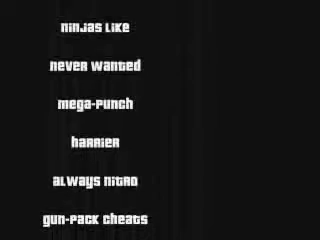 Ninjas Like
Never Wanted
Mega-Punch
Harrier
Always Nitro
Gun-Pack Cheats